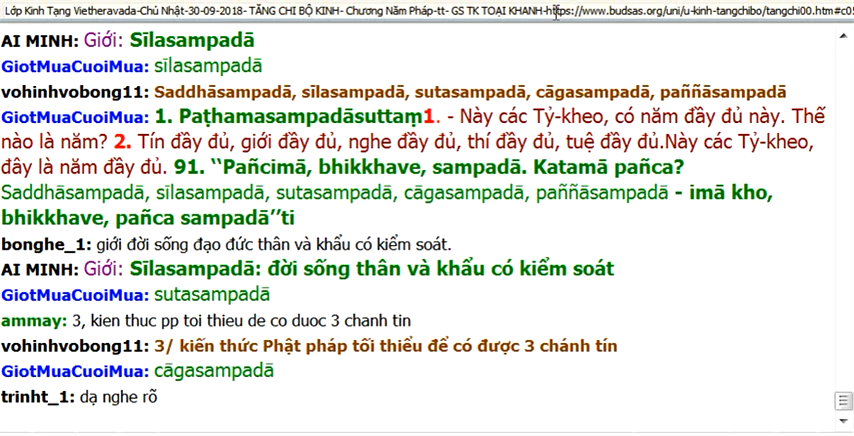 Lớp Kinh Tạng Vietheravada-Chủ Nhật-30-09-2018- TĂNG CHI BỘ KINH- Chương Năm Pháp-tt- GS TK TOẠI KHANH-https://www.budsas.org/uni/u-kinh-tangchibo/tangchi00.htm#c05
AI MINH: Giới: Sīlasampadā
GiotMuaCuoiMua: sīlasampadā
vohinhvobong11: Saddhāsampadā, sīlasampadā, sutasampadā, cāgasampadā, paññāsampadā
GiotMuaCuoiMua: 1. Paṭhamasampadāsuttaṃ1. - Này các Tỷ-kheo, có năm đầy đủ này. Thế
nào là năm? 2. Tín đầy đủ, giới đầy đủ, nghe đầy đủ, thí đầy đủ, tuệ đầy đủ.Này các Tỷ-kheo,
đây là năm đầy đủ. 91. ‘‘Pañcimā, bhikkhave, sampadā. Katamā pañca?
Saddhāsampadā, sīlasampadā, sutasampadā, cāgasampadā, paññāsampadā - imā kho,
bhikkhave, pañca sampadā’’ti
bonghe_1: giới đời sống đạo đức thân và khẩu có kiểm soát.
AI MINH: Giới: Sīlasampadā: đời sống thân và khẩu có kiểm soát
GiotMuaCuoiMua: sutasampadā
ammay: 3, kien thuc pp toi thieu de co duoc 3 chanh tin
vohinhvobong11: 3/ kiến thức Phật pháp tối thiểu để có được 3 chánh tín
GiotMuaCuoiMua: cāgasampadā
trinht_1: dạ nghe rõ